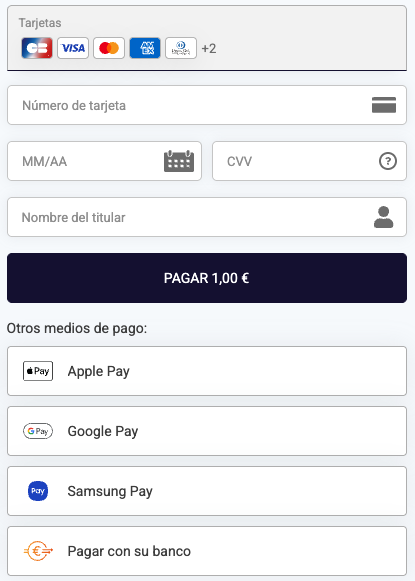 Tarjetas
CB VISA AMEX +2
Número de tarjeta
MM/AA CVV ?
Nombre del titular
PAGAR 1,00 €
Otros medios de pago:
Pay Apple Pay
G Pay Google Pay
Pay Samsung Pay
€ Pagar con su banco